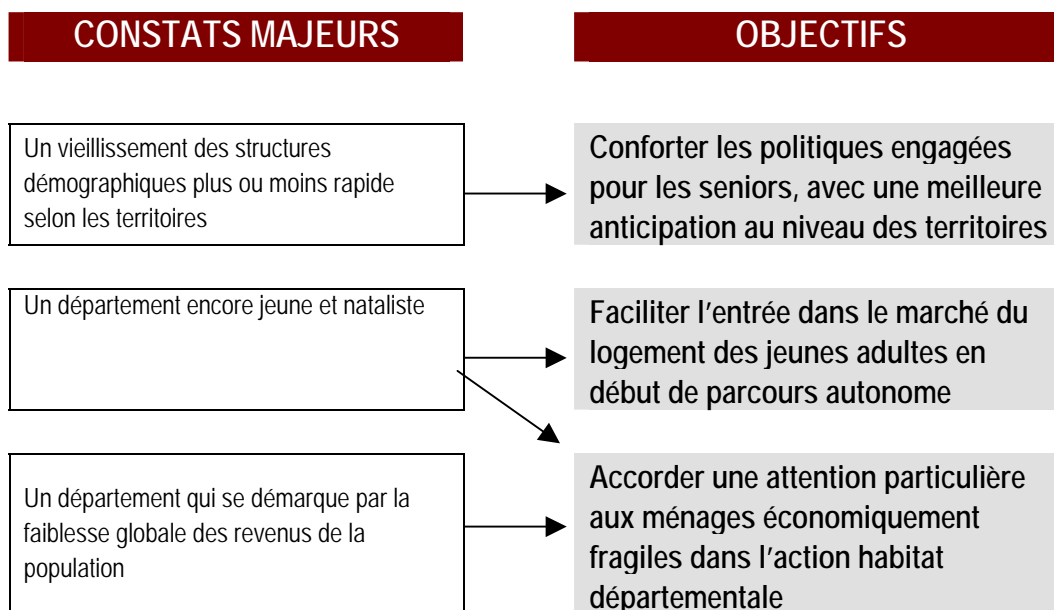 CONSTATS MAJEURS
OBJECTIFS
Un vieillissement des structures
démographiques plus ou moins rapide
selon les territoires
Conforter les politiques engagées
pour les seniors, avec une meilleure
anticipation au niveau des territoires
Un département encore jeune et nataliste
Faciliter l’entrée dans le marché du
logement des jeunes adultes en
début de parcours autonome
Un département qui se démarque par la
faiblesse globale des revenus de la
population
Accorder une attention particulière
aux ménages économiquement
fragiles dans l’action habitat
départementale